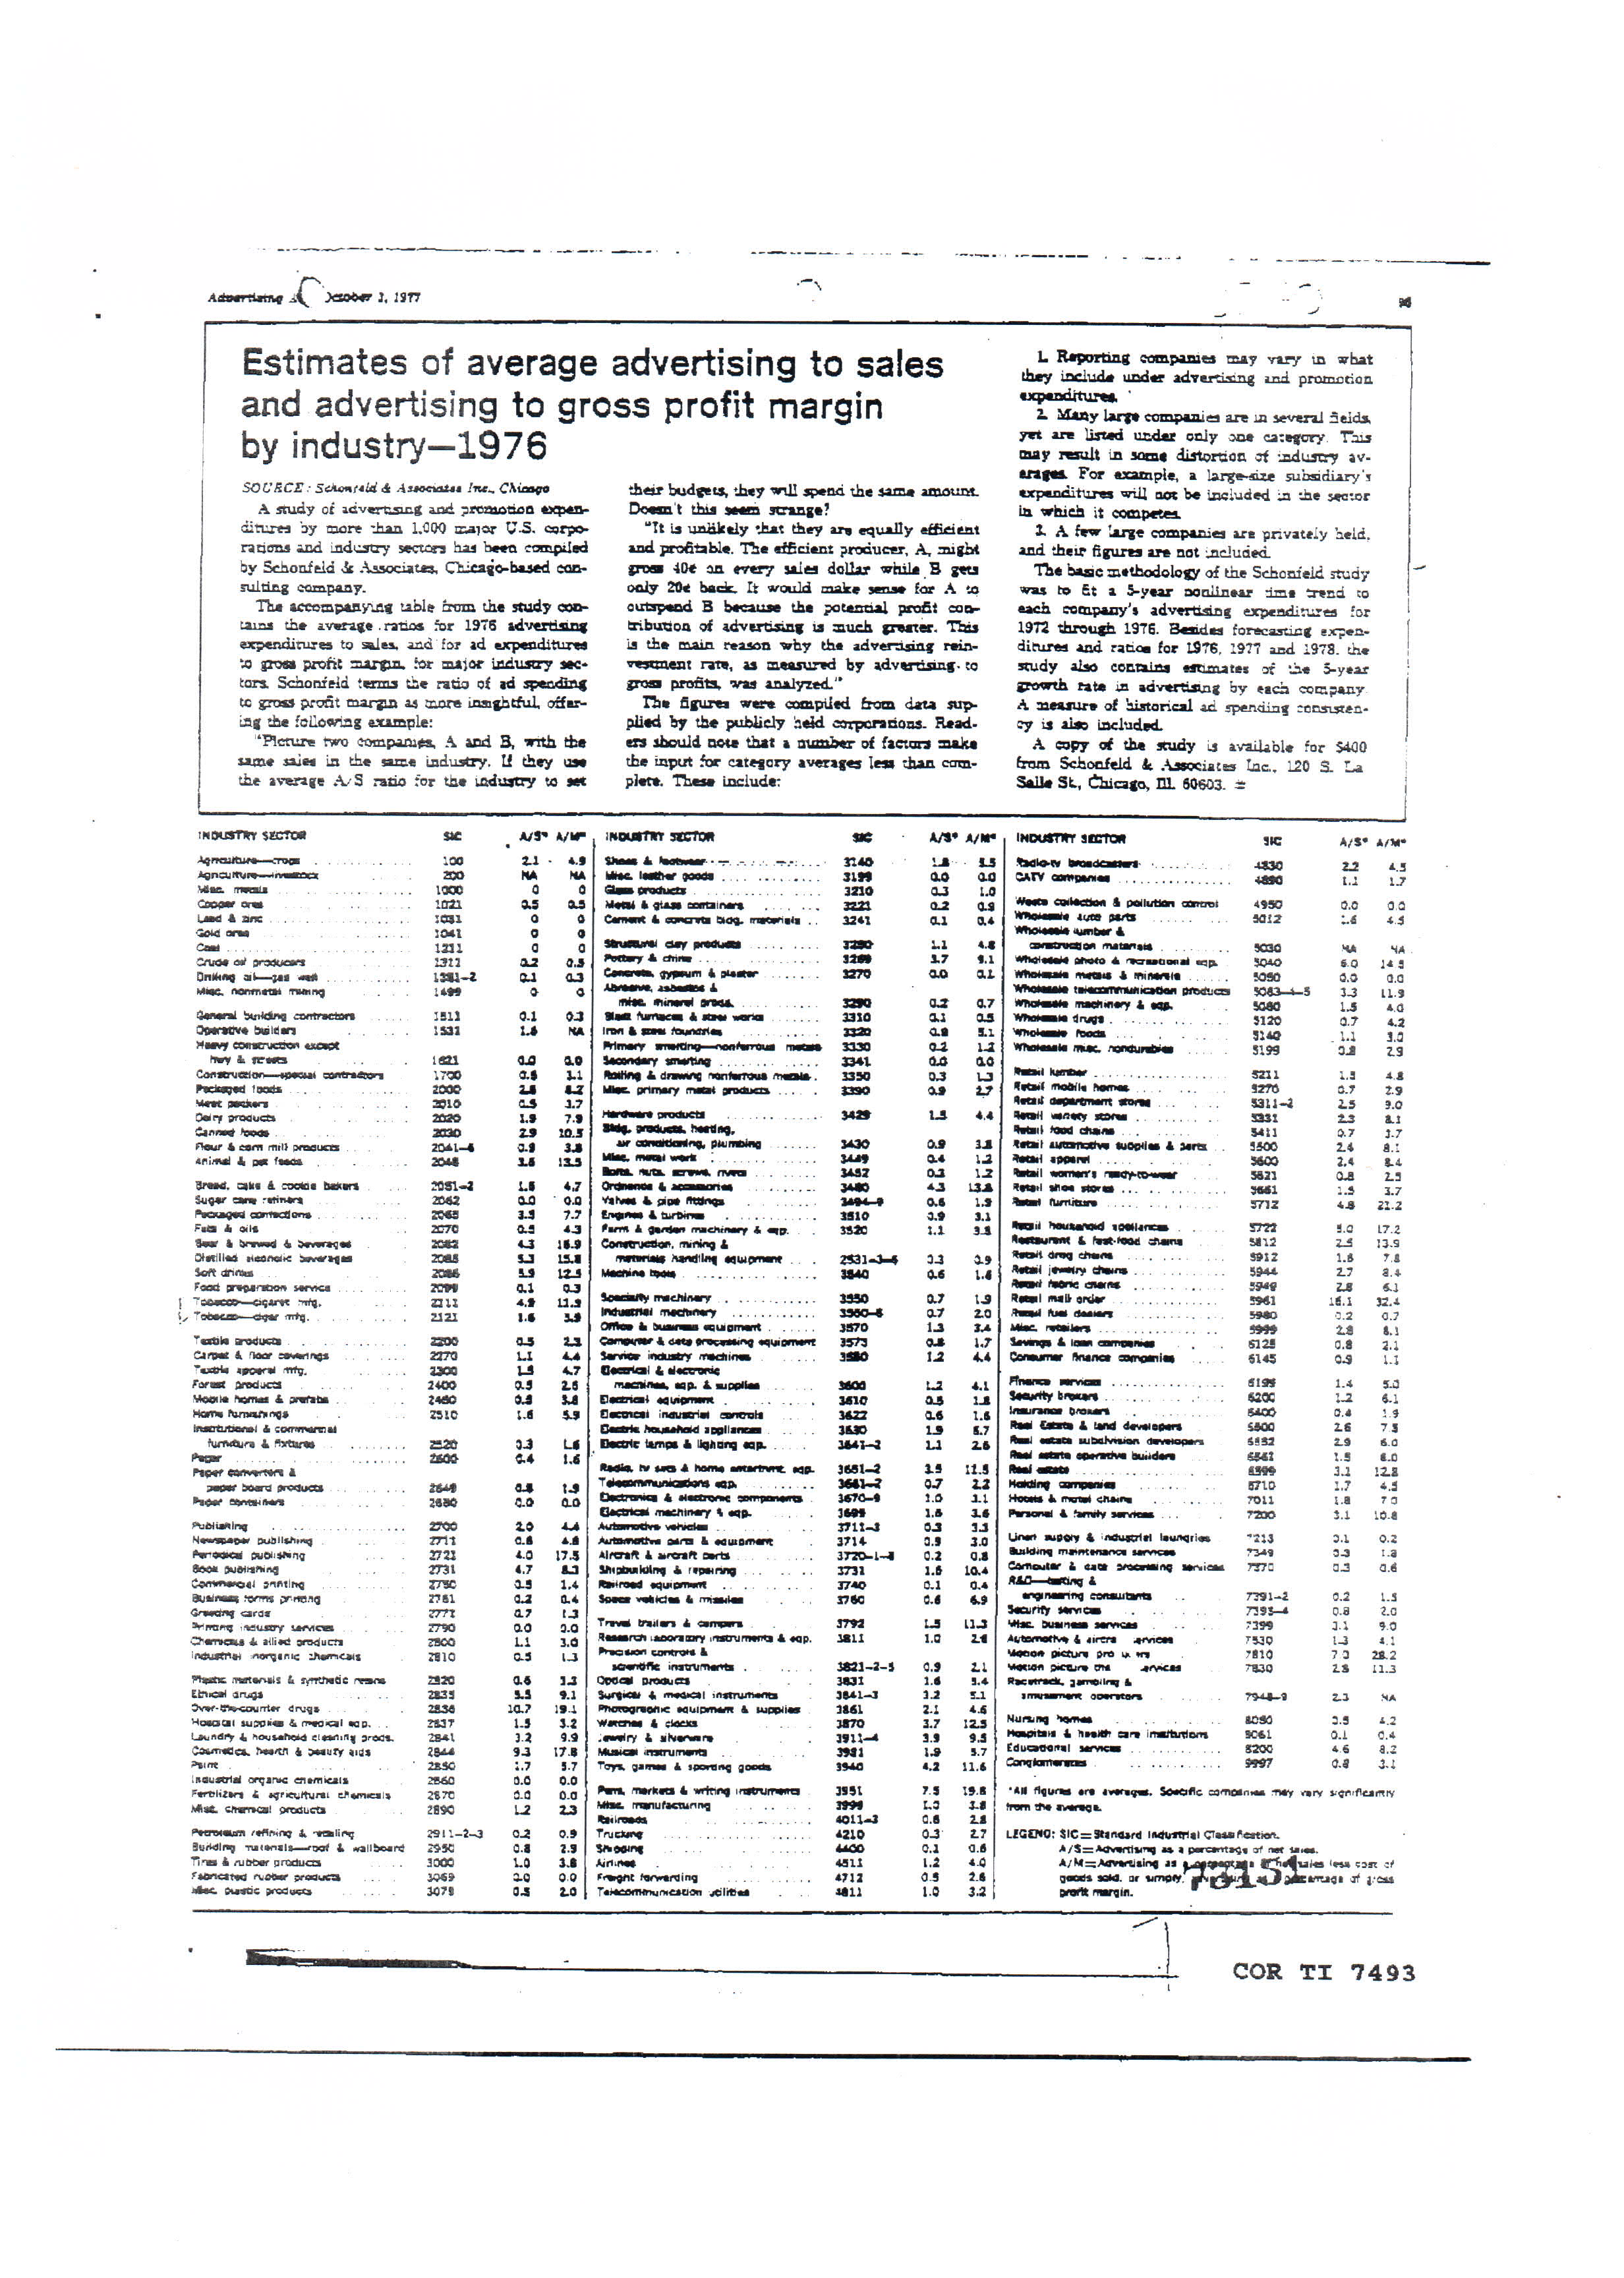 Advertising October 3, 1977
Estimates of average advertising to sales
and advertising to gross profit margin
by industry—1976
SOURCE: Schonfeld & Associates Inc., Chicago
A study of advertising and promotion expen-
ditures by more than 1,000 major U.S. corpo-
rations and industry sectors has been compiled
by Schonfeld & Associates, Chicago-based con-
sulting company.
The accompanying table from the study con-
tains the average ratios for 1976 advertising
expenditures to sales, and for ad expenditures
to gross profit margin, for major industry sec-
tors. Schonfeld terms the ratio of ad spending
to gross profit margin as more insightful, offer-
ing the following example:
"Picture two companies, A and B, with the
same sales in the same industry. If they use
the average A/S ratio for the industry to set
their budgets, they will spend the same amount.
Doesn't this seem strange?
"It is unlikely that they are equally efficient
and profitable. The efficient producer, A, might
gross 40¢ on every sales dollar while B gets
only 20¢ back. It would make sense for A to
outspend B because the potential profit con-
tribution of advertising is much greater. This
is the main reason why the advertising rein-
vestment rate, as measured by advertising to
gross profits, was analyzed."
The figures were compiled from data sup-
plied by the publicly held corporations. Read-
ers should note that a number of factors make
the input for category averages less than com-
plete. These include:
1. Reporting companies may vary in what
they include under advertising and promotion
expenditures.
2. Many large companies are in several fields,
yet are listed under only one category. This
may result in some distortion of industry av-
erages. For example, a large-size subsidiary's
expenditures will not be included in the sector
in which it competes.
3. A few large companies are privately held,
and their figures are not included.
The basic methodology of the Schonfeld study
was to fit a 5-year nonlinear time trend to
each company's advertising expenditures for
1972 through 1976. Besides forecasting expen-
ditures and ratios for 1976, 1977 and 1978, the
study also contains estimates of the 5-year
growth rate in advertising by each company.
A measure of historical ad spending consisten-
cy is also included.
A copy of the study is available for $400
from Schonfeld & Associates Inc., 120 S. La
Salle St., Chicago, Ill. 60603.
INDUSTRY SECTOR SIC A/S* A/M*
Agriculture—crops 100 2.1 4.9
Agriculture—livestock 200 NA NA
Misc. metals 1000 0 0
Copper ores 1021 0.5 0.5
Lead & zinc 1031 0 0
Gold ores 1041 0 0
Coal 1211 0 0
Crude oil producers 1311 0.2 0.5
Drilling oil—gas well 1381-2 0.1 0.3
Misc. nonmetal mining 1499 0 0
General building contractors 1511 0.1 0.3
Operative builders 1531 1.6 NA
Heavy construction except
hwy & streets 1621 0.0 0.0
Construction—special contractors 1700 3.1
Packaged foods 2000
Meat packers 2010 0.5 3.7
Dairy products 2020 1.9 7.9
Canned foods 2030 2.9 10.5
Flour & corn mill products 2041-6 0.9 3.8
Animal & pet feeds 2048 3.6 13.5
Bread, cake & cookie bakers 2051-2 1.6 4.7
Sugar cane refiners 2062 0.0 0.0
Packaged confections 2065 3.5 7.7
Fats & oils 2070 0.5 4.3
Beer & brewed & beverages 2082 4.3 16.9
Distilled alcoholic beverages 2085 5.3 15.8
Soft drinks 2086 5.9 12.5
Food preparation service 2099 0.1 0.3
Tobacco—cigaret mfg. 2111 4.9 11.9
Tobacco—cigar mfg. 2121 1.6 3.9
Textile products 2200 0.5 2.3
Carpet & floor coverings 2270 1.1 4.4
Textile apparel mfg. 2300 1.5 4.7
Forest products 2400 0.5 2.6
Mobile homes & prefabs 2450 3.8
Home furnishings 2510 1.6 5.9
Institutional & commercial
furniture & fixtures 2520 0.3 1.6
Paper 2600 0.4 1.6
Paper converters &
paper board products 2649 0.8 1.9
Paper containers 2650 0.0 0.0
Publishing 2700 2.0 4.4
Newspaper publishing 2711 0.8 4.8
Periodical publishing 2721 4.0 17.5
Book publishing 2731 4.7 8.3
Commercial printing 2750 0.5 1.4
Business forms printing 2761 0.2 0.4
Greeting cards 2771 0.7 1.3
Printing industry services 2790 0.0 0.0
Chemicals & allied products 2800 1.1 3.0
Industrial inorganic chemicals 2810 0.5 1.3
Plastic materials & synthetic resins 2820 0.6 3.3
Ethical drugs 2835 5.5 9.1
Over-the-counter drugs 2836 10.7 19.1
Hospital supplies & medical eqp. 2837 1.5 3.2
Laundry & household cleaning prods. 2841 3.2 9.9
Cosmetics, health & beauty aids 2844 9.3 17.8
Paint 2850 1.7 5.7
Industrial organic chemicals 2860 0.0 0.0
Fertilizers & agricultural chemicals 2870 0.0 0.0
Misc. chemical products 2890 1.2 2.3
Petroleum refining & retailing 2911-2-3 0.2 0.9
Building materials—roof & wallboard 2950 0.8 2.9
Tires & rubber products 3000 1.0 3.8
Fabricated rubber products 3069 0.0 0.0
Misc. plastic products 3079 0.5 2.0
INDUSTRY SECTOR SIC A/S* A/M*
Shoes & footwear 3140 1.8 5.5
Misc. leather goods 3199 0.0 0.0
Glass products 3210 0.3 1.0
Metal & glass containers 3221 0.2 0.9
Cement & concrete bldg. materials 3241 0.1 0.4
Structural clay products 3250 1.1 4.8
Pottery & china 3269 3.7 9.1
Concrete, gypsum & plaster 3270 0.0 0.1
Abrasive, asbestos &
misc. mineral prods. 3290 0.2 0.7
Blast furnaces & steel works 3310 0.1 0.5
Iron & steel foundries 3320 0.8 5.1
Primary smelting—nonferrous metals 3330 0.2 1.2
Secondary smelting 3341 0.0 0.0
Rolling & drawing nonferrous metals 3350 0.3 1.3
Misc. primary metal products 3390 0.9 2.7
Hardware products 3429 1.5 4.4
Bldg. products, heating,
air conditioning, plumbing 3430 0.9 3.8
Misc. metal work 3449 0.4 1.2
Bolts, nuts, screws, rivets 3452 0.3 1.2
Ordnance & accessories 3480 4.3 13.8
Valves & pipe fittings 3494-9 0.6 1.9
Engines & turbines 3510 0.9 3.1
Farm & garden machinery & eqp. 3520 1.1 3.8
Construction, mining &
materials handling equipment 2531-3-6 0.3 0.9
Machine tools 3540 0.6 1.6
Specialty machinery 3550 0.7 1.9
Industrial machinery 3560-8 0.7 2.0
Office & business equipment 3570 1.3 3.4
Computer & data processing equipment 3573 0.8 1.7
Service industry machines 3580 1.2 4.4
Electrical & electronic
machines, eqp. & supplies 3600 1.2 4.1
Electrical equipment 3610 0.5 1.8
Electrical industrial controls 3622 0.6 1.6
Electric household appliances 3630 1.9 8.7
Electric lamps & lighting eqp. 3641-2 1.1 2.6
Radio, tv sets & home entertnmt. eqp. 3651-2 3.5 11.5
Telecommunications eqp. 3661-2 0.7 2.2
Electronics & electronic components 3670-9 1.0 3.1
Electrical machinery & eqp. 3699 1.6 3.6
Automotive vehicles 3711-3 0.3 3.3
Automotive parts & equipment 3714 0.9 3.0
Aircraft & aircraft parts 3720-1-8 0.2 0.8
Shipbuilding & repairing 3731 1.6 10.4
Railroad equipment 3740 0.1 0.4
Space vehicles & missiles 3760 0.6 6.9
Travel trailers & campers 3792 1.5 11.3
Research laboratory instruments & eqp. 3811 1.0 2.6
Precision controls &
scientific instruments 3821-2-5 0.9 2.1
Optical products 3831 1.6 5.4
Surgical & medical instruments 3841-3 1.2 5.1
Photographic equipment & supplies 3861 2.1 4.6
Watches & clocks 3870 3.7 12.5
Jewelry & silverware 3911-4 3.9 9.5
Musical instruments 3931 1.9 5.7
Toys, games & sporting goods 3940 4.2 11.6
Pens, markets & writing instruments 3951 7.5 19.8
Misc. manufacturing 3999 1.0 3.8
Railroads 4011-3 0.6 2.8
Trucking 4210 0.3 2.7
Shipping 4400 0.1 0.6
Airlines 4511 1.2 4.0
Freight forwarding 4712 0.5 2.6
Telecommunication utilities 4811 1.0 3.2
INDUSTRY SECTOR SIC A/S* A/M*
Radio-tv broadcasters 4830 2.2 4.5
CATV companies 4890 1.1 1.7
Waste collection & pollution control 4950 0.0 0.0
Wholesale auto parts 5012 1.6 4.5
Wholesale lumber &
construction materials 5030 NA NA
Wholesale photo & recreational eqp. 5040 6.0 14.5
Wholesale metals & minerals 5050 0.0 0.0
Wholesale telecommunication products 5063-4-5 3.3 11.9
Wholesale machinery & eqp. 5080 1.5 4.0
Wholesale drugs 5120 0.7 4.2
Wholesale foods 5140 1.1 3.0
Wholesale misc. nondurables 5199 0.8 2.9
Retail lumber 5211 1.5 4.8
Retail mobile homes 5270 0.7 2.9
Retail department stores 5311-2 2.5 9.0
Retail variety stores 5331 2.3 8.1
Retail food chains 5411 0.7 3.7
Retail automotive supplies & parts 5500 2.4 8.1
Retail apparel 5600 2.4 8.4
Retail women's ready-to-wear 5621 0.8 2.5
Retail shoe stores 5661 1.5 3.7
Retail furniture 5712 4.8 21.2
Retail household appliances 5722 5.0 17.2
Restaurant & fast-food chains 5812 2.5 13.9
Retail drug chains 5912 1.6 7.8
Retail jewelry chains 5944 2.7 8.4
Retail fabric chains 5949 2.8 6.1
Retail mail order 5961 16.1 32.4
Retail fuel dealers 5980 0.2 0.7
Misc. retailers 5999 2.8 8.1
Savings & loan companies 6125 0.8 2.1
Consumer finance companies 6145 0.9 1.1
Finance services 6199 1.4 5.0
Security brokers 6200 1.2 6.1
Insurance brokers 6400 0.4 1.9
Real Estate & land developers 6500 2.6 7.5
Real estate subdivision developers 6552 2.9 6.0
Real estate operative builders 6561 1.5 6.0
Real estate 6599 3.1 12.8
Holding companies 6710 1.7 4.5
Hotels & motel chains 7011 1.8 7.0
Personal & family services 7200 3.1 10.8
Linen supply & industrial laundries 7213 0.1 0.2
Building maintenance services 7349 0.3 1.8
Computer & data processing services 7370 0.3 0.6
R&D—testing &
engineering consultants 7391-2 0.2 1.5
Security services 7393-4 0.8 2.0
Misc. business services 7399 3.1 9.0
Automotive & aircra ervices 7530 1.3 4.1
Motion picture pro 7810 7.0 28.2
Motion picture the ervices 7830 2.8 11.3
Racetrack, gambling &
amusement operators 7948-9 2.3 NA
Nursing homes 8050 3.5 4.2
Hospitals & health care institutions 8061 0.1 0.4
Educational services 8200 4.6 8.2
Conglomerates 9997 0.8 3.1
*All figures are averages. Specific companies may vary significantly
from the average.
LEGEND: SIC=Standard Industrial Classification.
A/S=Advertising as a percentage of net sales.
A/M=Advertising as a percentage of net sales less cost of
goods sold, or simply, advertising as percentage of gross
profit margin.
73151
COR TI 7493